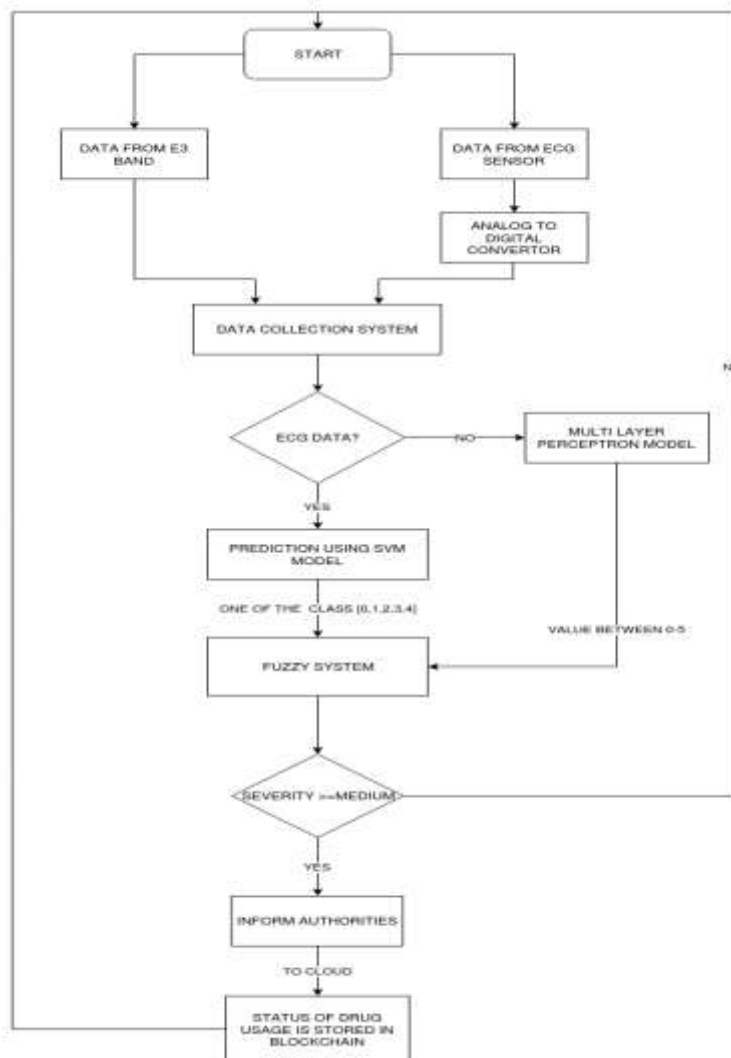 START
DATA FROM E3
BAND
DATA FROM ECG
SENSOR
ANALOG TO
DIGITAL
CONVERTOR
DATA COLLECTION SYSTEM
N
ECG DATA?
NO
MULTI LAYER
PERCEPTRON MODEL
YES
PREDICTION USING SVM
MODEL
ONE OF THE CLASS [0,1,2,3,4]
VALUE BETWEEN 0-5
FUZZY SYSTEM
SEVERITY >=MEDIUM
YES
INFORM AUTHORITIES
TO CLOUD
STATUS OF DRUG
USAGE IS STORED IN
BLOCKCHAIN